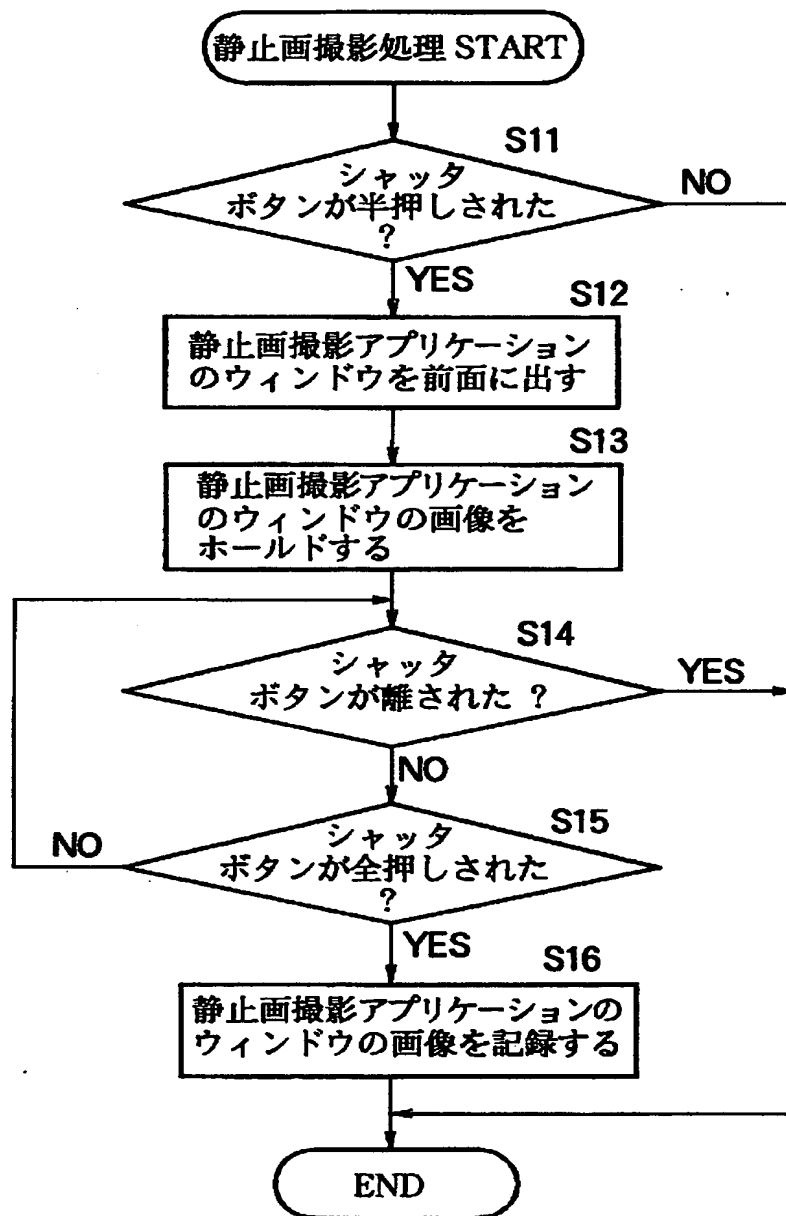 静止画撮影処理 START
S11
シャッタ
ボタンが半押しされた
?
NO
YES
S12
静止画撮影アプリケーション
のウィンドウを前面に出す
S13
静止画撮影アプリケーション
のウィンドウの画像を
ホールドする
S14
シャッタ
ボタンが離された ?
YES
NO
S15
シャッタ
ボタンが全押しされた
?
NO
YES
S16
静止画撮影アプリケーションの
ウィンドウの画像を記録する
END